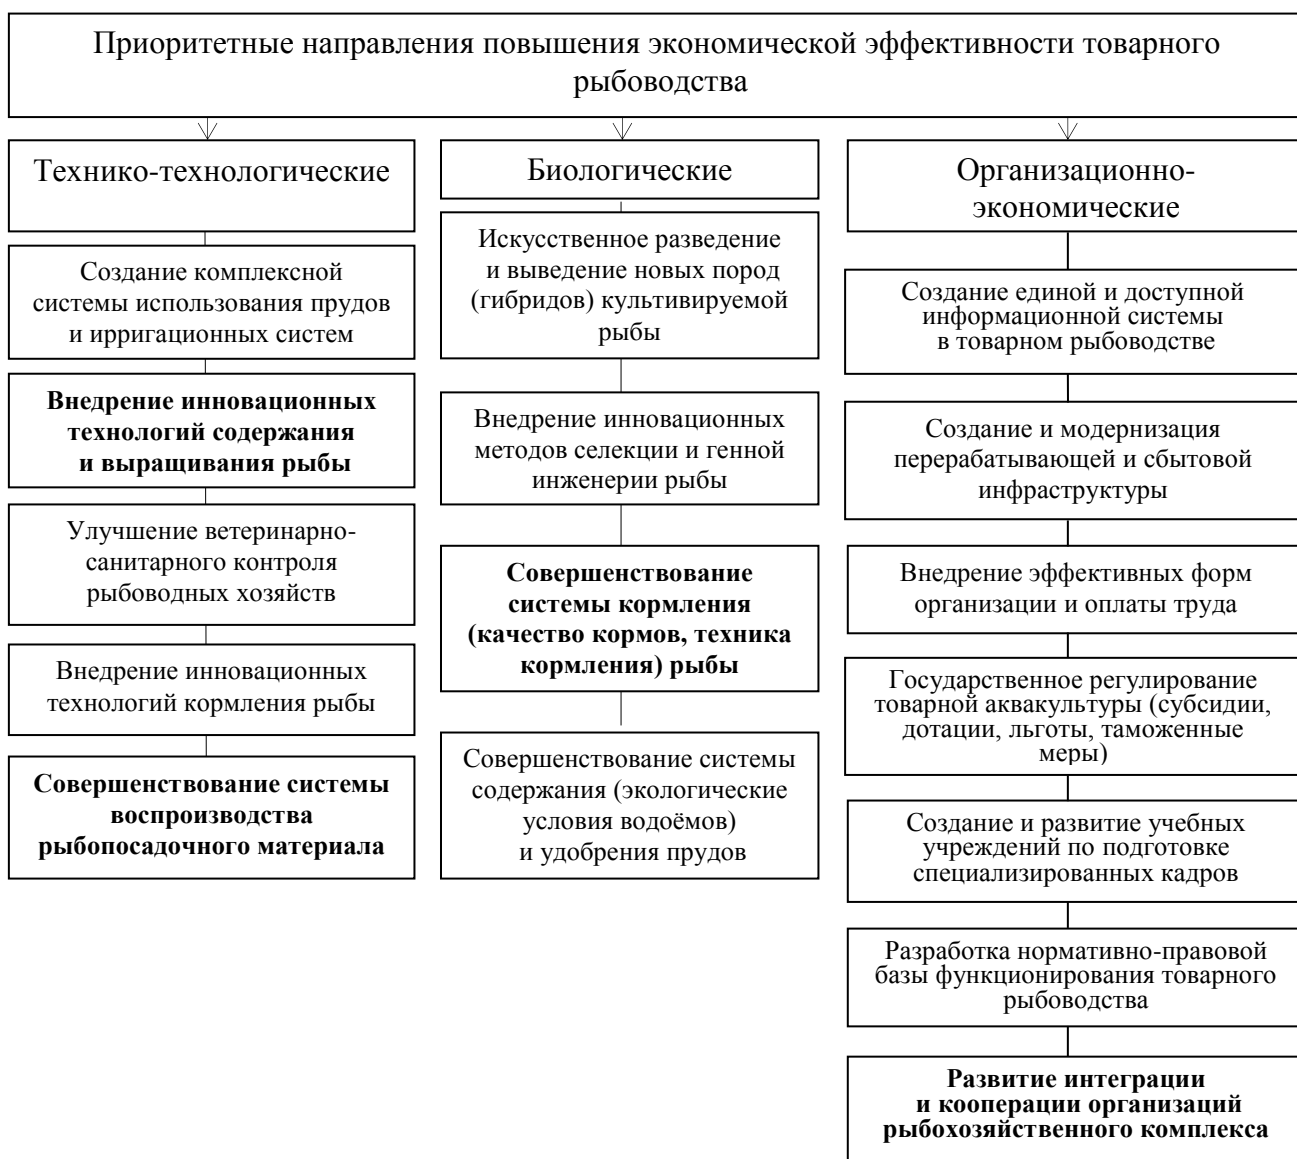 Приоритетные направления повышения экономической эффективности товарного
рыбоводства
Технико-технологические
Создание комплексной
системы использования прудов
и ирригационных систем
Внедрение инновационных
технологий содержания
и выращивания рыбы
Улучшение ветеринарно-
санитарного контроля
рыбоводных хозяйств
Внедрение инновационных
технологий кормления рыбы
Совершенствование системы
воспроизводства
рыбопосадочного материала
Биологические
Искусственное разведение
и выведение новых пород
(гибридов) культивируемой
рыбы
Внедрение инновационных
методов селекции и генной
инженерии рыбы
Совершенствование
системы кормления
(качество кормов, техника
кормления) рыбы
Совершенствование системы
содержания (экологические
условия водоёмов)
и удобрения прудов
Организационно-
экономические
Создание единой и доступной
информационной системы
в товарном рыбоводстве
Создание и модернизация
перерабатывающей и сбытовой
инфраструктуры
Внедрение эффективных форм
организации и оплаты труда
Государственное регулирование
товарной аквакультуры (субсидии,
дотации, льготы, таможенные
меры)
Создание и развитие учебных
учреждений по подготовке
специализированных кадров
Разработка нормативно-правовой
базы функционирования товарного
рыбоводства
Развитие интеграции
и кооперации организаций
рыбохозяйственного комплекса